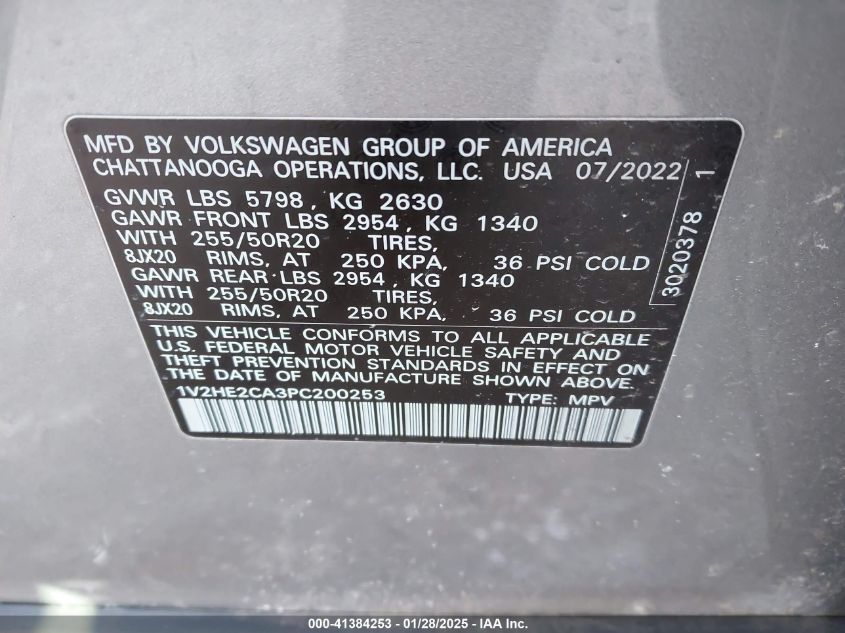 MFD BY VOLKSWAGEN GROUP OF AMERICA
CHATTANOOGA OPERATIONS, LLC. USA 07/2022
GVWR LBS 5798, KG 2630
GAWR FRONT LBS 2954, KG 1340
WITH 255/50R20 TIRES,
8JX20 RIMS, AT 250 KPA, 36 PSI COLD
GAWR REAR LBS 2954, KG 1340
WITH 255/50R20 TIRES,
8JX20 RIMS, AT 250 KPA, 36 PSI COLD
THIS VEHICLE CONFORMS TO ALL APPLICABLE
U.S. FEDERAL MOTOR VEHICLE SAFETY AND
THEFT PREVENTION STANDARDS IN EFFECT ON
THE DATE OF MANUFACTURE SHOWN ABOVE.
1V2HE2CA3PC200253 TYPE: MPV
3020378 1
000-41384253 | 01/28/2025 - IAA Inc.